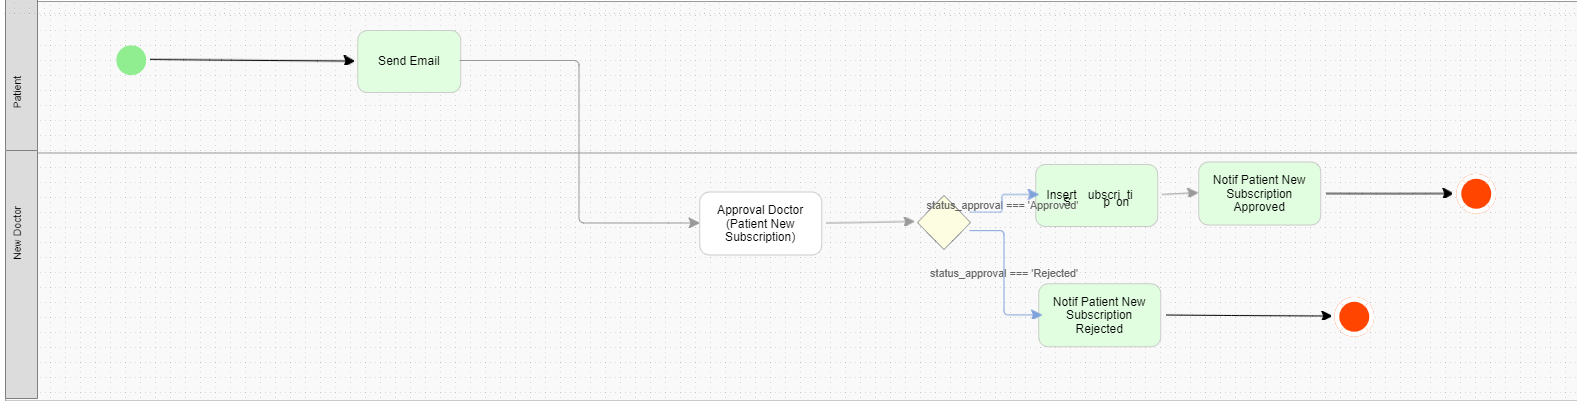 Patient
Send Email
New Doctor
Approval Doctor
(Patient New
Subscription)
status_approval === 'Approved'
status_approval === 'Rejected'
Insert
Notif Patient New
Subscription
Approved
Notif Patient New
Subscription
Rejected